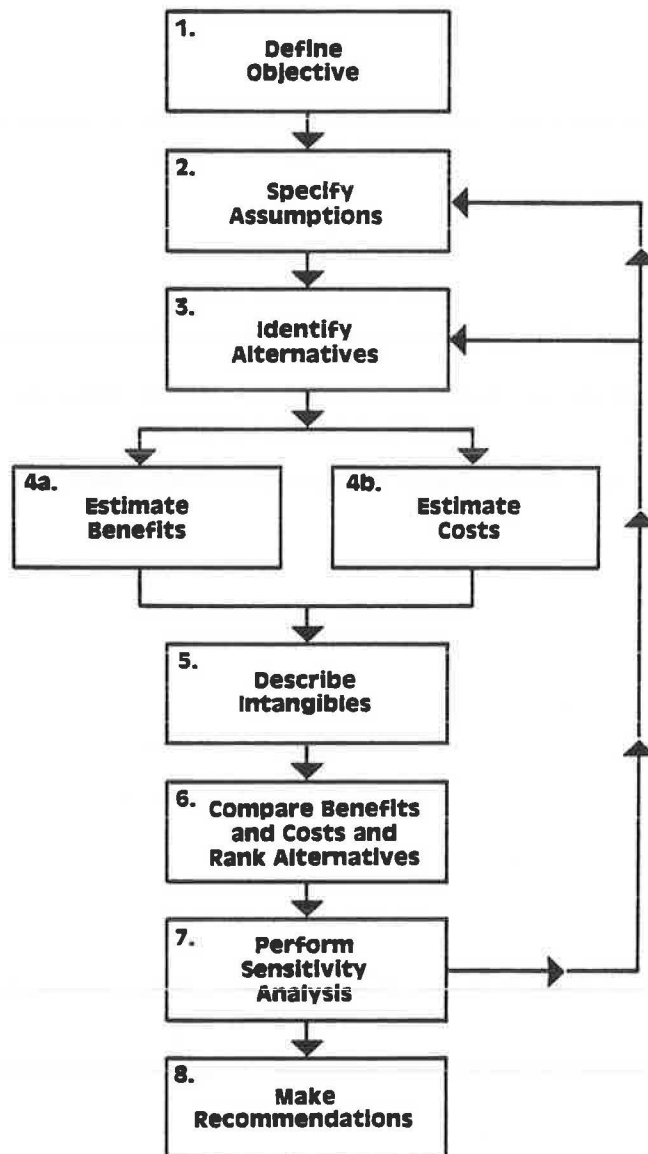 1.
Define
Objective
2.
Specify
Assumptions
3.
Identify
Alternatives
4a.
Estimate
Benefits
4b.
Estimate
Costs
5.
Describe
Intangibles
6.
Compare Benefits
and Costs and
Rank Alternatives
7.
Perform
Sensitivity
Analysis
8.
Make
Recommendations